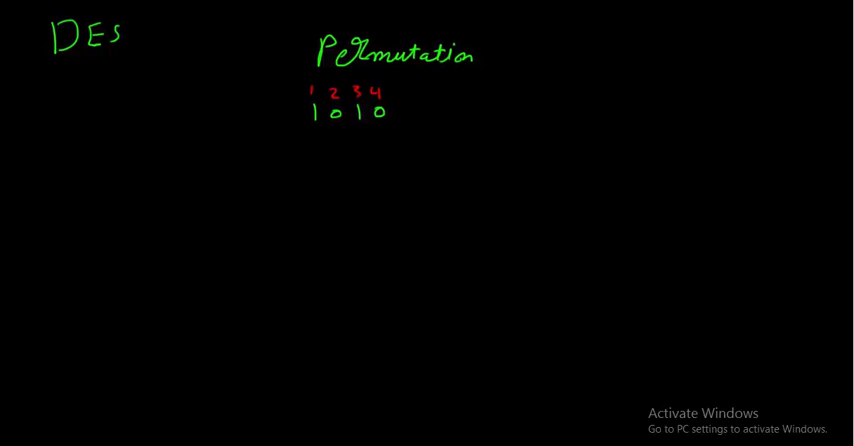 DES
Permutation
1 2 3 4
1 0 1 0
Activate Windows
Go to PC settings to activate Windows.